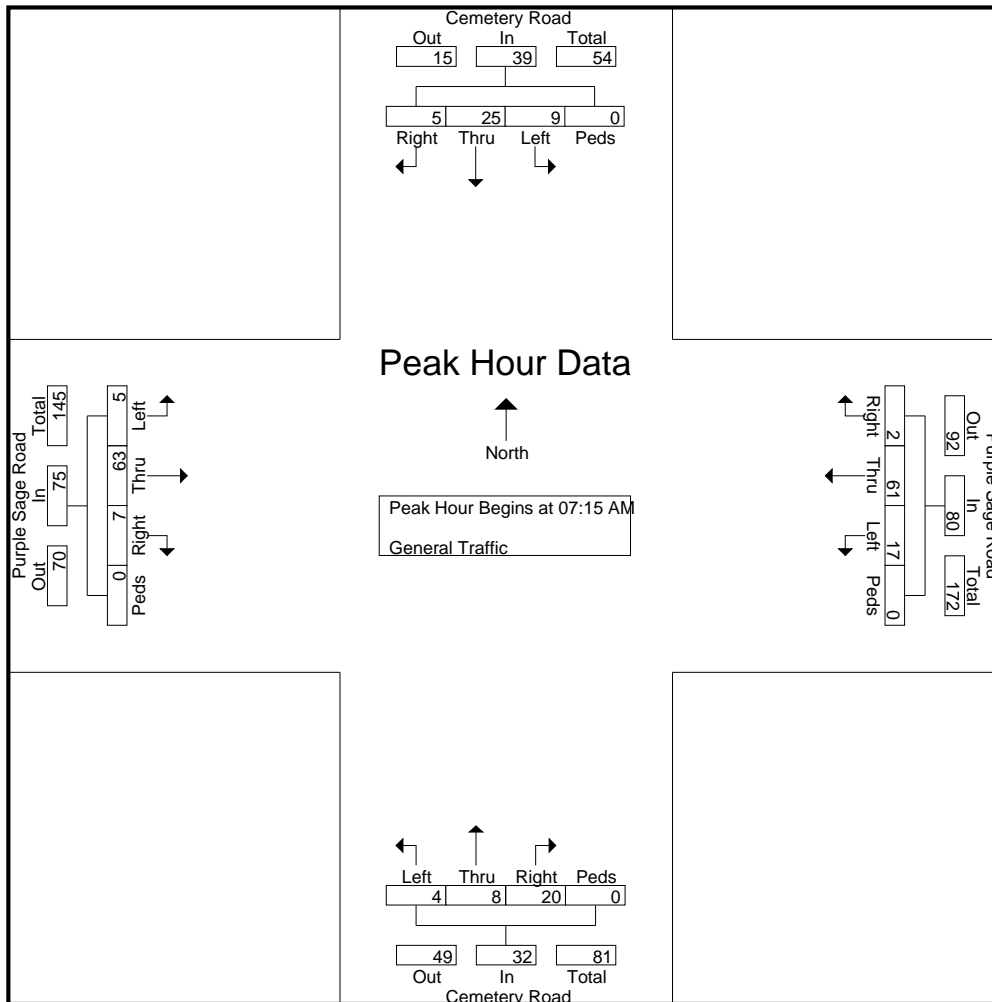 Cemetery Road
Out In Total
15 39 54
5 25 9 0
Right Thru Left Peds
Peak Hour Data
North
Peak Hour Begins at 07:15 AM
General Traffic
Purple Sage Road
Out In Total
70 75 145
7 63 5
0
Peds Right Thru Left
Purple Sage Road
Out In Total
92 80 172
2 61 17 0
Right Thru Left Peds
Left Thru Right Peds
4 8 20 0
49 32 81
Out In Total
Cemetery Road